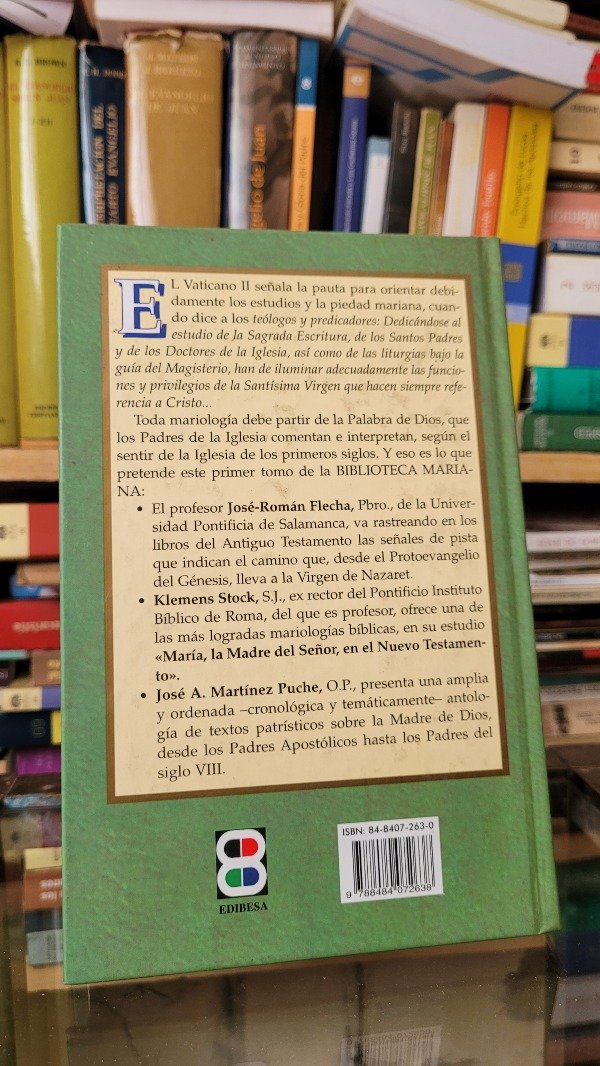 R. E. BROWN
EVANGELIO
DE JUAN
Evangelio de Juan
EL Vaticano II señala la pauta para orientar debi-
damente los estudios y la piedad mariana, cuan-
do dice a los teólogos y predicadores: Dedicándose al
estudio de la Sagrada Escritura, de los Santos Padres
y de los Doctores de la Iglesia, así como de las liturgias bajo la
guía del Magisterio, han de iluminar adecuadamente las funcio-
nes y privilegios de la Santísima Virgen que hacen siempre refe-
rencia a Cristo...
Toda mariología debe partir de la Palabra de Dios, que
los Padres de la Iglesia comentan e interpretan, según el
sentir de la Iglesia de los primeros siglos. Y eso es lo que
pretende este primer tomo de la BIBLIOTECA MARIA-
NA:
• El profesor José-Román Flecha, Pbro., de la Univer-
sidad Pontificia de Salamanca, va rastreando en los
libros del Antiguo Testamento las señales de pista
que indican el camino que, desde el Protoevangelio
del Génesis, lleva a la Virgen de Nazaret.
• Klemens Stock, S.J., ex rector del Pontificio Instituto
Bíblico de Roma, del que es profesor, ofrece una de
las más logradas mariologías bíblicas, en su estudio
«María, la Madre del Señor, en el Nuevo Testamen-
to».
• José A. Martínez Puche, O.P., presenta una amplia
y ordenada –cronológica y temáticamente– antolo-
gía de textos patrísticos sobre la Madre de Dios,
desde los Padres Apostólicos hasta los Padres del
siglo VIII.
EDIBESA
ISBN: 84-8407-263-0
9 788484 072638